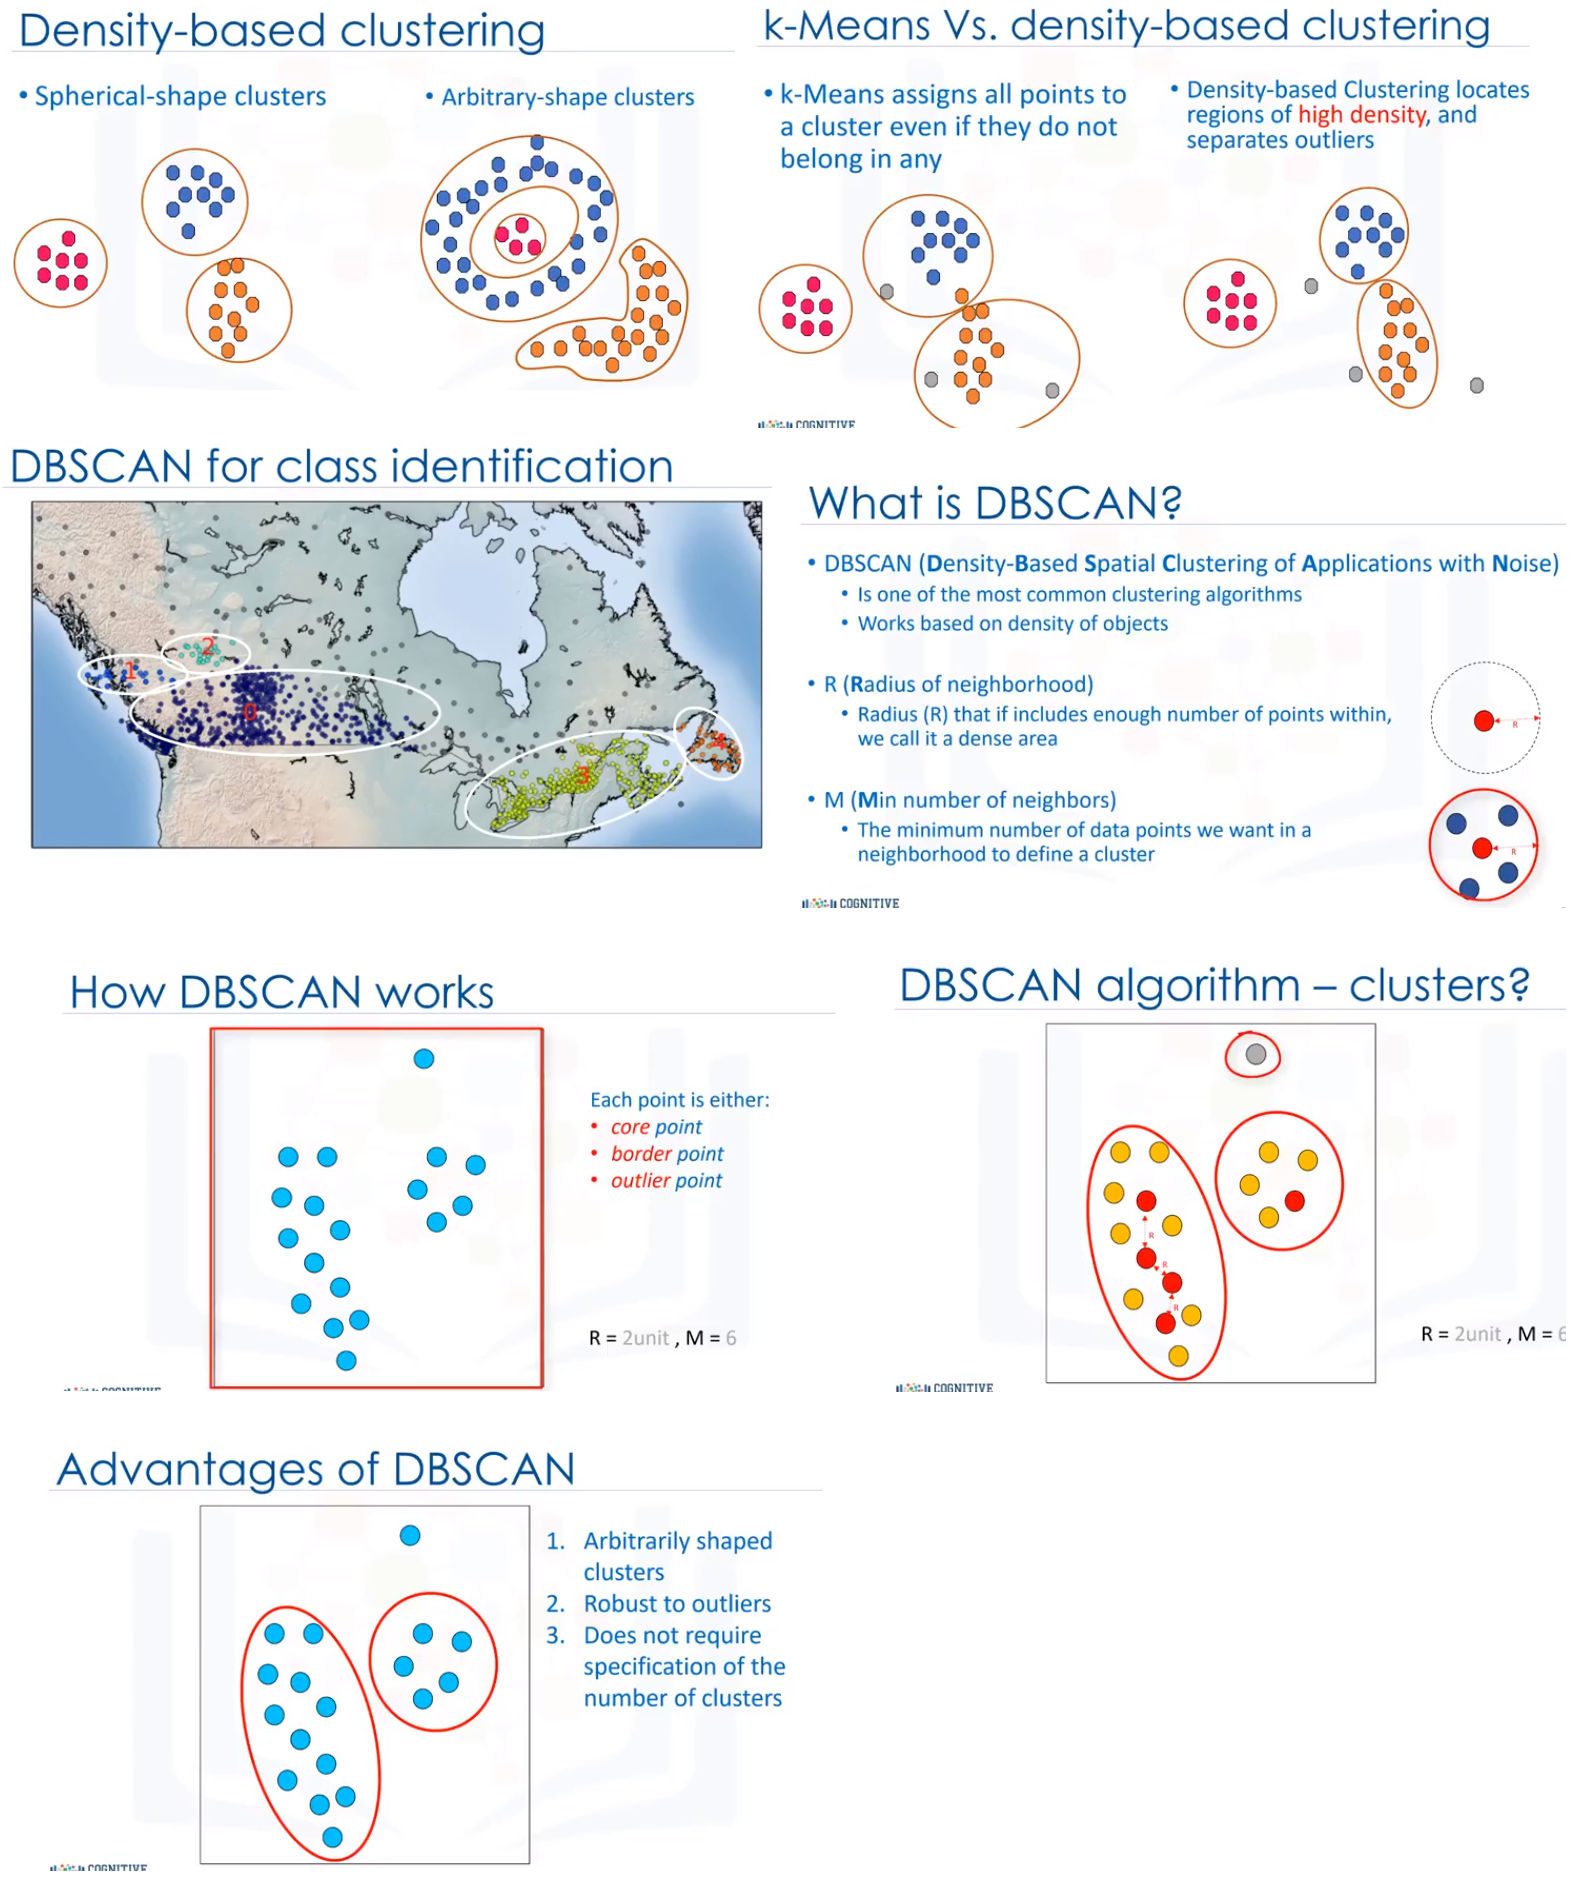 Density-based clustering
• Spherical-shape clusters
• Arbitrary-shape clusters
k-Means Vs. density-based clustering
• k-Means assigns all points to
a cluster even if they do not
belong in any
• Density-based Clustering locates
regions of high density, and
separates outliers
COGNITIVE
DBSCAN for class identification
2
1
0
3
4
What is DBSCAN?
• DBSCAN (Density-Based Spatial Clustering of Applications with Noise)
• Is one of the most common clustering algorithms
• Works based on density of objects
• R (Radius of neighborhood)
• Radius (R) that if includes enough number of points within,
we call it a dense area
R
• M (Min number of neighbors)
• The minimum number of data points we want in a
neighborhood to define a cluster
R
COGNITIVE
How DBSCAN works
Each point is either:
• core point
• border point
• outlier point
R = 2unit , M = 6
COGNITIVE
DBSCAN algorithm – clusters?
R
R
R
R = 2unit , M = 6
COGNITIVE
Advantages of DBSCAN
1. Arbitrarily shaped
clusters
2. Robust to outliers
3. Does not require
specification of the
number of clusters
COGNITIVE